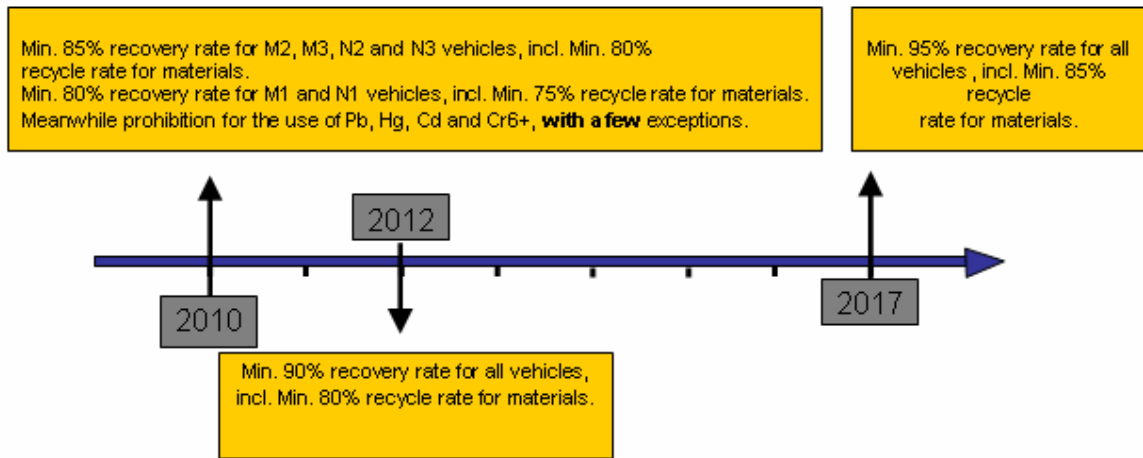 Min. 85% recovery rate for M2, M3, N2 and N3 vehicles, incl. Min. 80%
recycle rate for materials.
Min. 80% recovery rate for M1 and N1 vehicles, incl. Min. 75% recycle rate for materials.
Meanwhile prohibition for the use of Pb, Hg, Cd and Cr6+, with a few exceptions.
Min. 95% recovery rate for all
vehicles , incl. Min. 85%
recycle
rate for materials.
2012
2010
2017
Min. 90% recovery rate for all vehicles,
incl. Min. 80% recycle rate for materials.